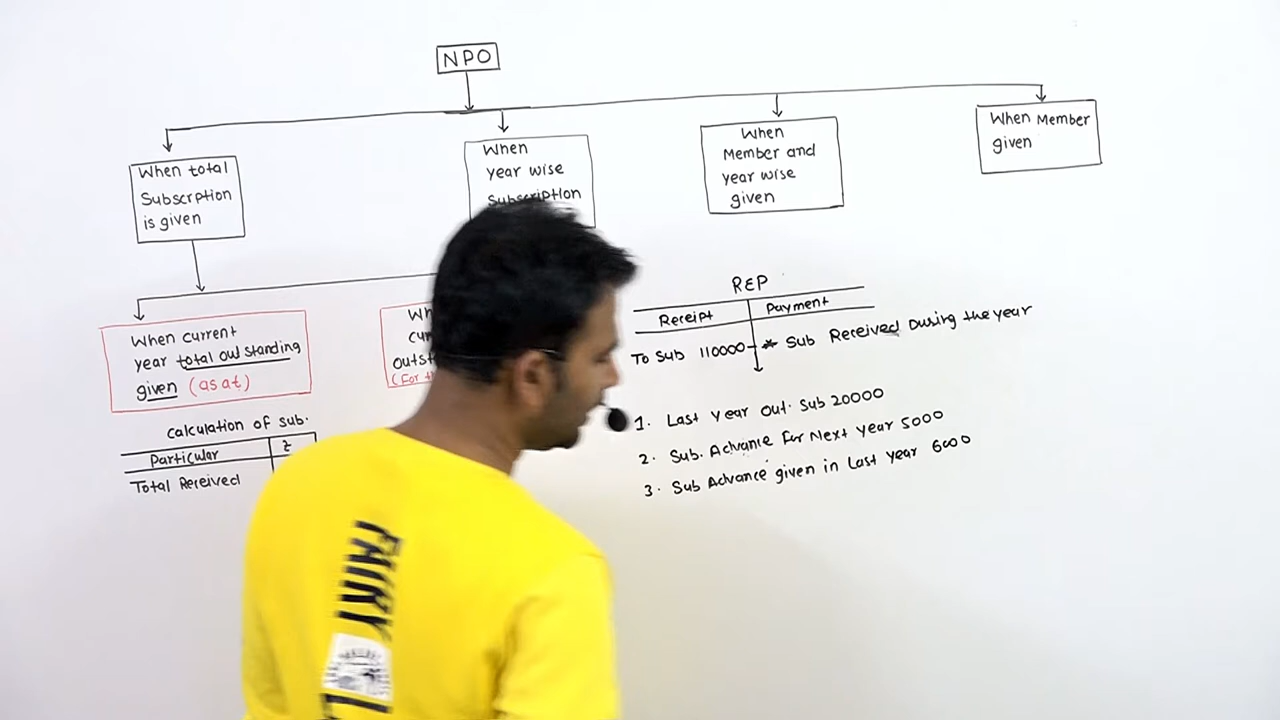 NPO
When total
Subscrption
is given
When
year wise
Subscription
When
Member and
year wise
given
When Member
given
When current
year total outstanding
given (as at)
calculation of sub.
Particular
Total Received
R&P
Receipt Payment
To Sub 110000 * Sub Received During the year
1. Last year out. Sub 20000
2. Sub. Advance for Next year 5000
3. Sub Advance given in Last year 6000
FAIRY